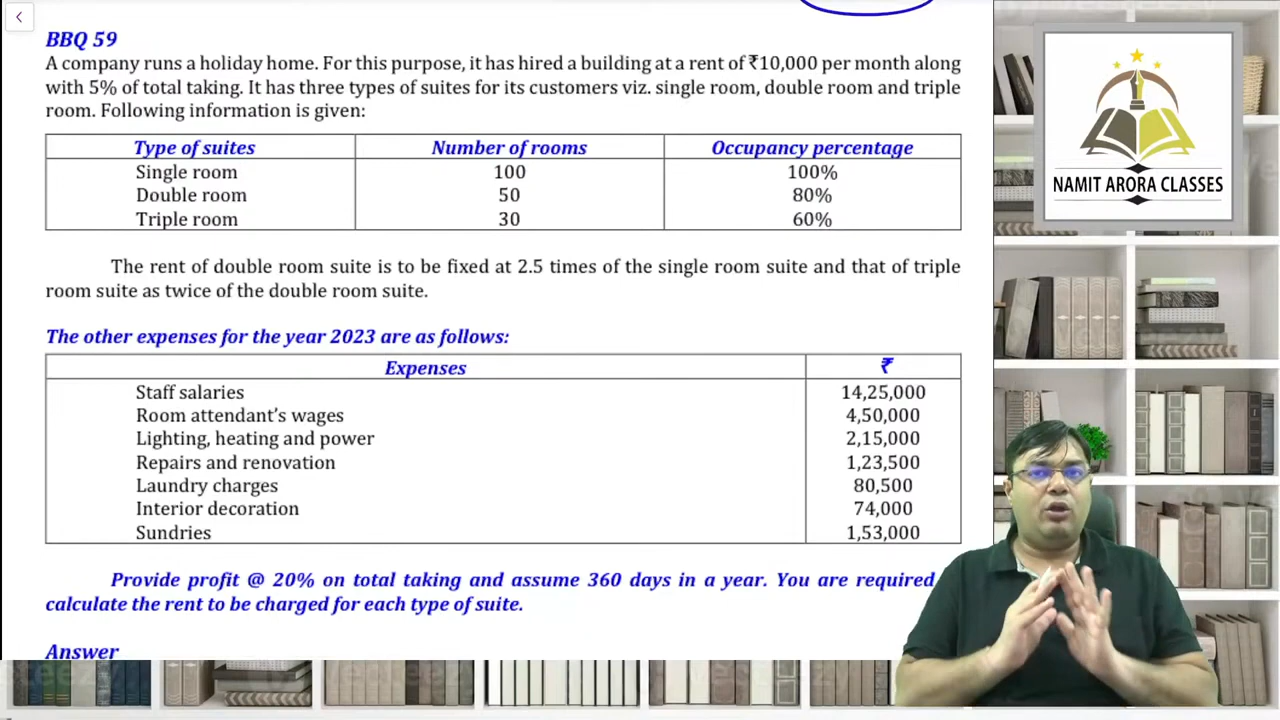 BBQ 59
A company runs a holiday home. For this purpose, it has hired a building at a rent of ₹10,000 per month along
with 5% of total taking. It has three types of suites for its customers viz. single room, double room and triple
room. Following information is given:
Type of suites Number of rooms Occupancy percentage
Single room 100 100%
Double room 50 80%
Triple room 30 60%
The rent of double room suite is to be fixed at 2.5 times of the single room suite and that of triple
room suite as twice of the double room suite.
The other expenses for the year 2023 are as follows:
Expenses ₹
Staff salaries 14,25,000
Room attendant's wages 4,50,000
Lighting, heating and power 2,15,000
Repairs and renovation 1,23,500
Laundry charges 80,500
Interior decoration 74,000
Sundries 1,53,000
Provide profit @ 20% on total taking and assume 360 days in a year. You are required
calculate the rent to be charged for each type of suite.
Answer
NAMIT ARORA CLASSES